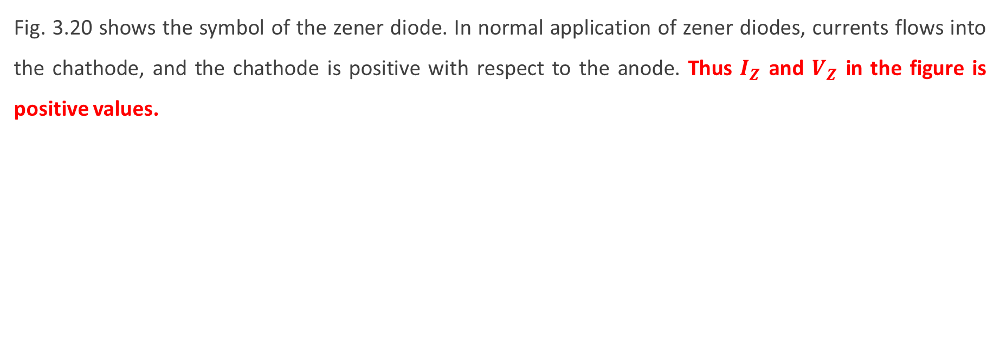 Fig. 3.20 shows the symbol of the zener diode. In normal application of zener diodes, currents flows into
the chathode, and the chathode is positive with respect to the anode. Thus I_Z and V_Z in the figure is
positive values.